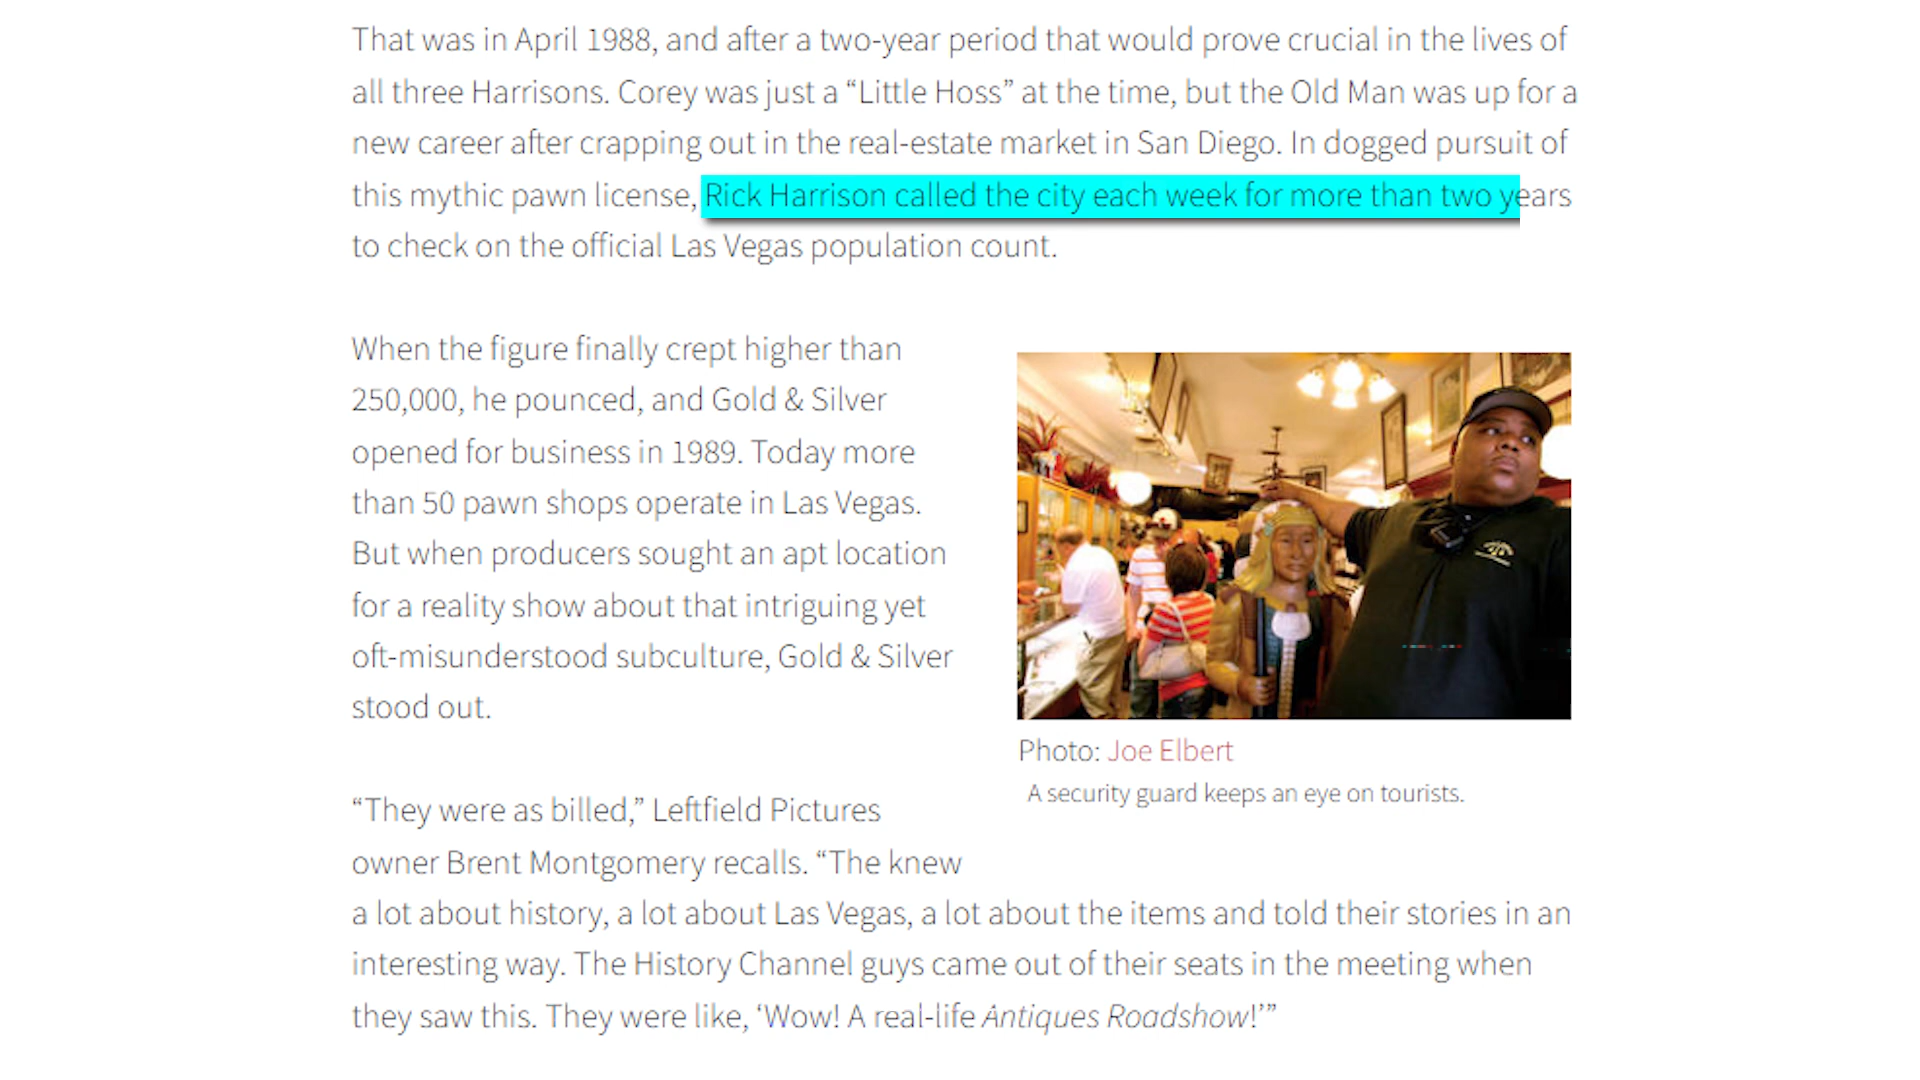 That was in April 1988, and after a two-year period that would prove crucial in the lives of
all three Harrisons. Corey was just a “Little Hoss” at the time, but the Old Man was up for a
new career after crapping out in the real-estate market in San Diego. In dogged pursuit of
this mythic pawn license, Rick Harrison called the city each week for more than two years
to check on the official Las Vegas population count.
When the figure finally crept higher than
250,000, he pounced, and Gold & Silver
opened for business in 1989. Today more
than 50 pawn shops operate in Las Vegas.
But when producers sought an apt location
for a reality show about that intriguing yet
oft-misunderstood subculture, Gold & Silver
stood out.
Photo: Joe Elbert
A security guard keeps an eye on tourists.
“They were as billed,” Leftfield Pictures
owner Brent Montgomery recalls. “The knew
a lot about history, a lot about Las Vegas, a lot about the items and told their stories in an
interesting way. The History Channel guys came out of their seats in the meeting when
they saw this. They were like, ‘Wow! A real-life Antiques Roadshow!’”